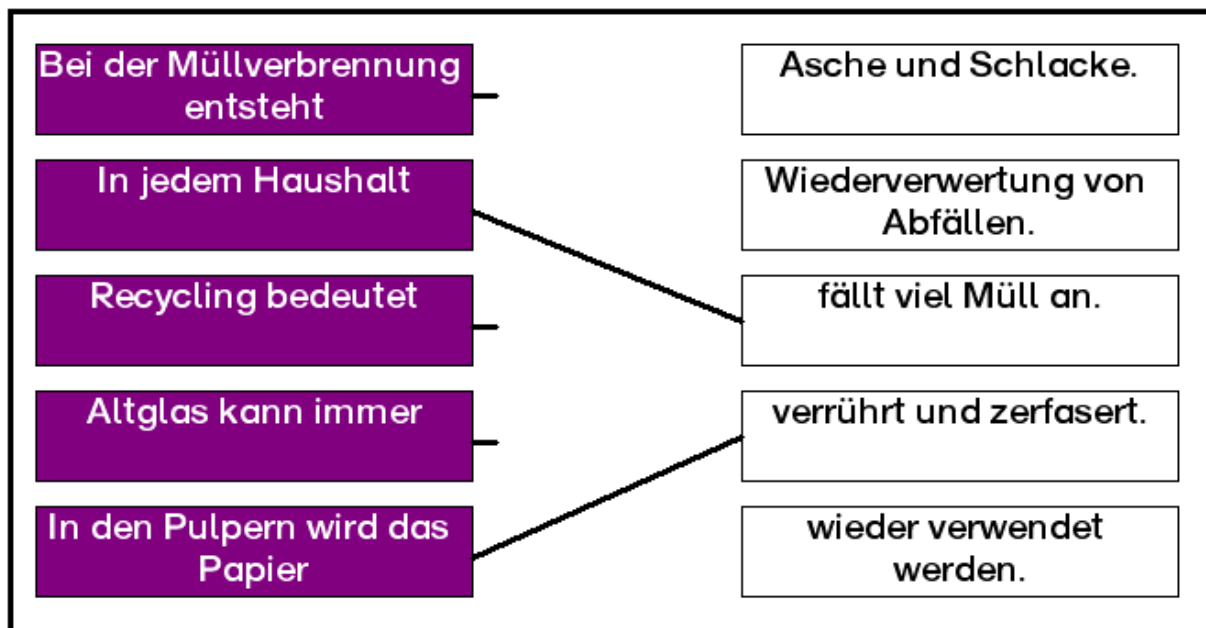 Bei der Müllverbrennung
entsteht
Asche und Schlacke.
In jedem Haushalt
Wiederverwertung von
Abfällen.
Recycling bedeutet
fällt viel Müll an.
Altglas kann immer
verrührt und zerfasert.
In den Pulpern wird das
Papier
wieder verwendet
werden.